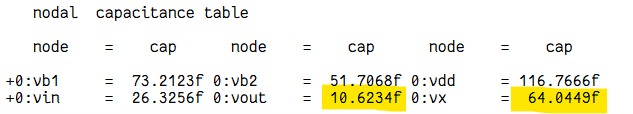 nodal capacitance table
node = cap node = cap node = cap
+0:vb1 = 73.2123f 0:vb2 = 51.7068f 0:vdd = 116.7666f
+0:vin = 26.3256f 0:vout = 10.6234f 0:vx = 64.0449f